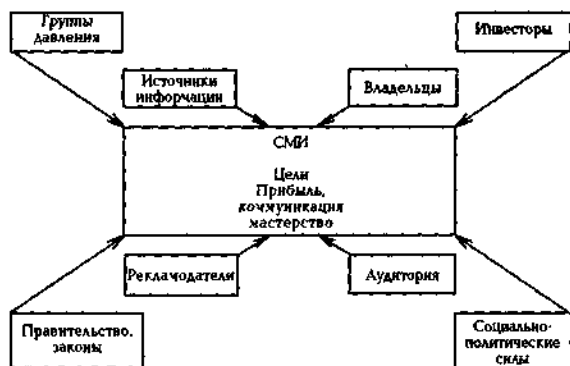 Группы
давления
Инвесторы
Источники
информации
Владельцы
СМИ
Цели
Прибыль,
коммуникация
мастерство
Рекламодатели
Аудитория
Правительство,
законы
Социально-
политические
силы